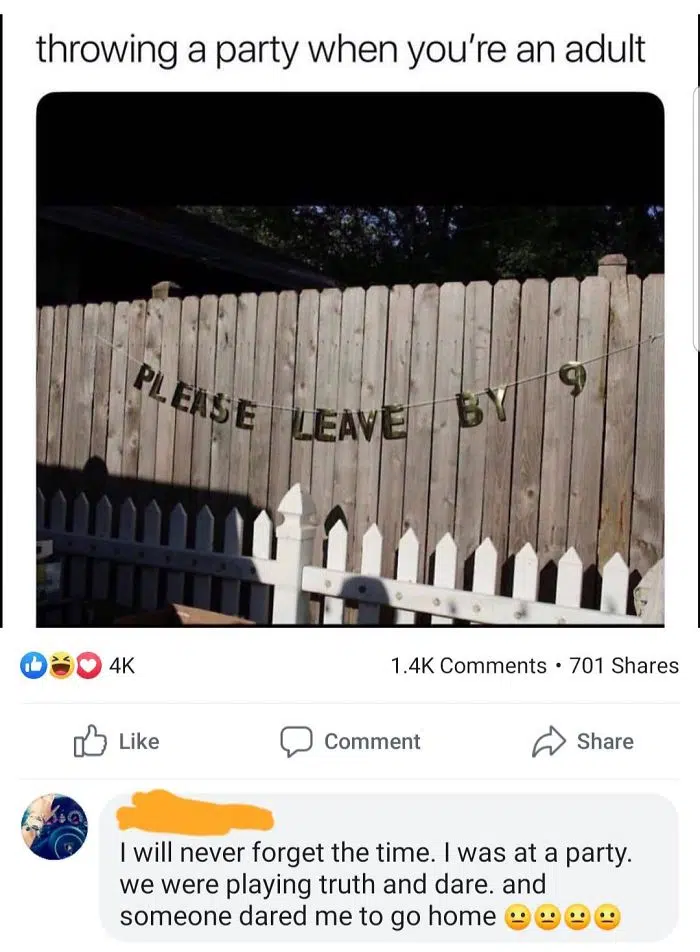 throwing a party when you're an adult
PLEASE LEAVE BY 9
4K
1.4K Comments • 701 Shares
Like
Comment
Share
I will never forget the time. I was at a party.
we were playing truth and dare. and
someone dared me to go home 😐😐😐😐